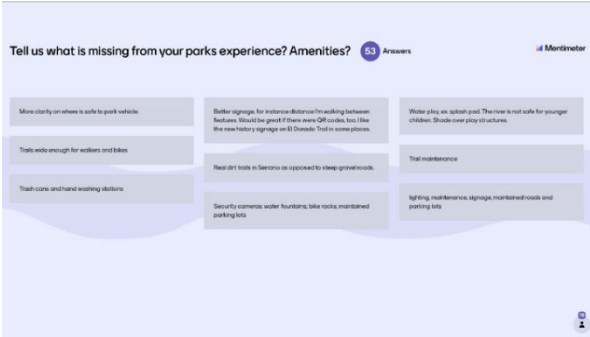 Tell us what is missing from your parks experience? Amenities?
53 Answers
Mentimeter
More clarity on where is safe to park vehicle.
Trails wide enough for walkers and bikes
Trash cans and hand washing stations
Better signage, for instance distance I'm walking between
features. Would be great if there were QR codes, too. I like
the new history signage on El Dorado Trail in some places.
Real dirt trails in Serrano as opposed to steep gravel roads.
Security cameras; water fountains; bike racks; maintained
parking lots
Water play, ex. splash pad. The river is not safe for younger
children. Shade over play structures.
Trail maintenance
lighting, maintenance, signage, maintained roads and
parking lots